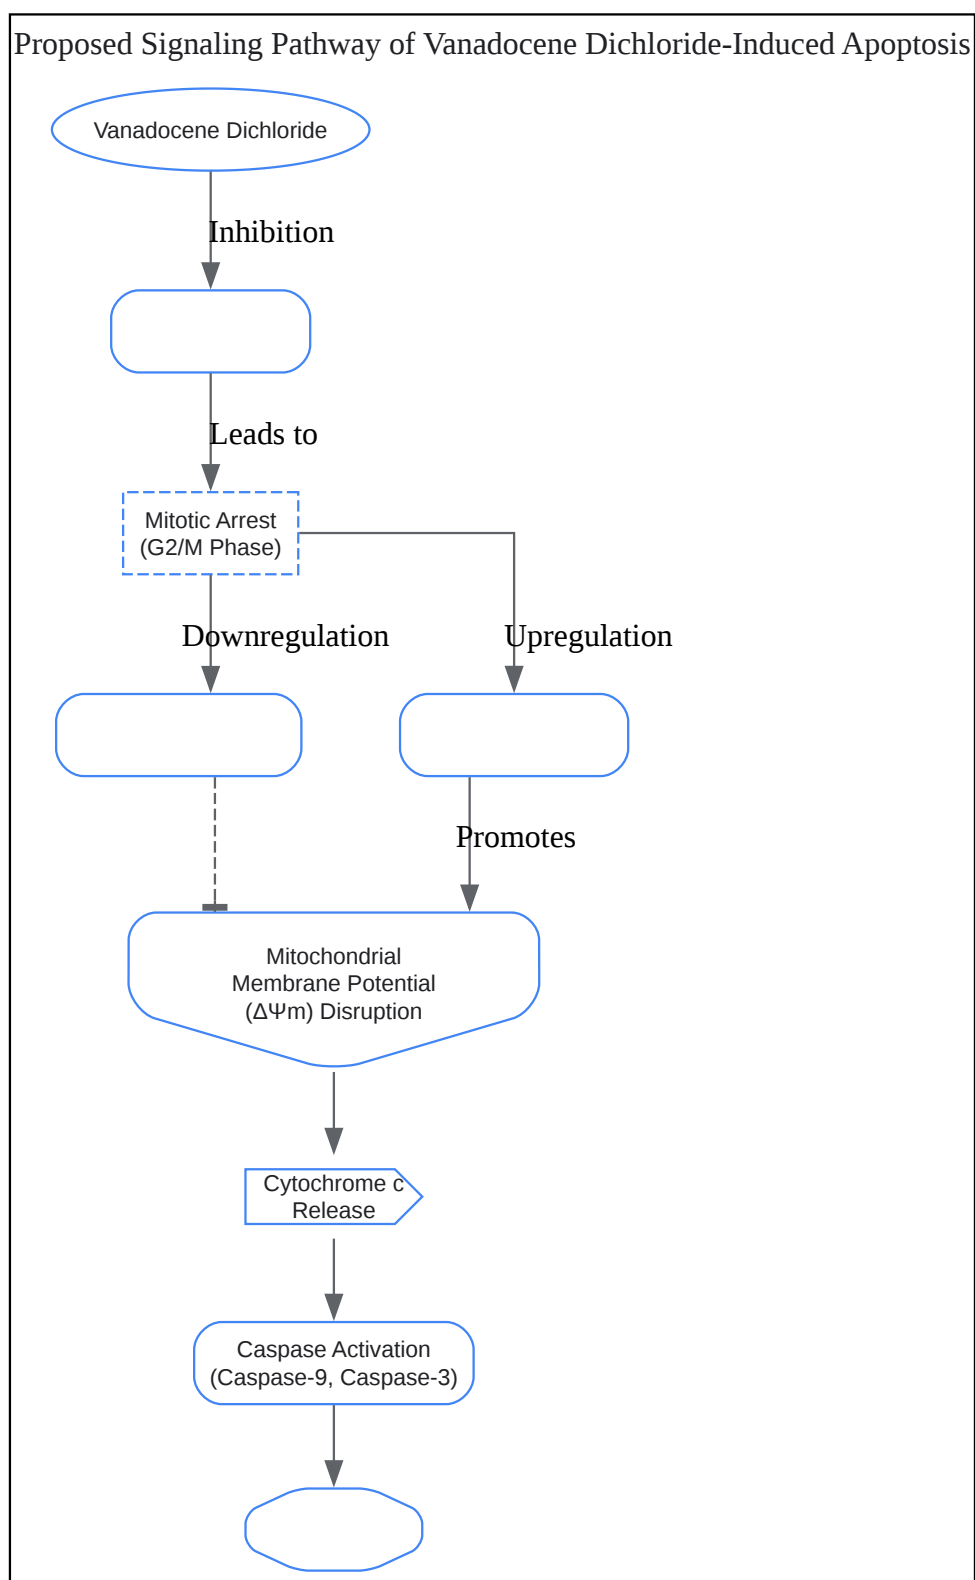 Proposed Signaling Pathway of Vanadocene Dichloride-Induced Apoptosis
Vanadocene Dichloride
Inhibition
Leads to
Mitotic Arrest
(G2/M Phase)
Downregulation
Upregulation
Promotes
Mitochondrial
Membrane Potential
(ΔΨm) Disruption
Cytochrome c
Release
Caspase Activation
(Caspase-9, Caspase-3)